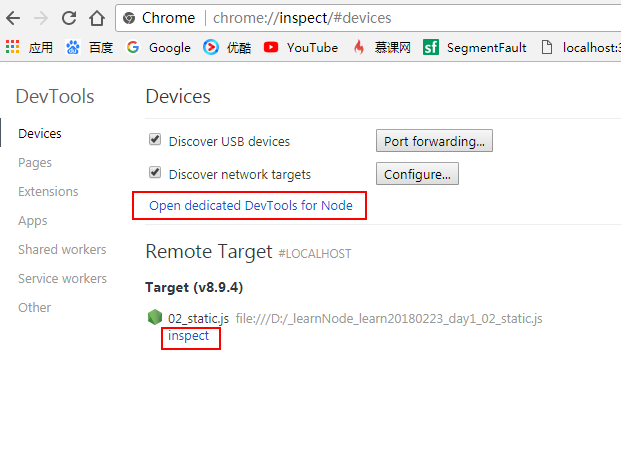 Chrome | chrome://inspect/#devices
应用 百度 Google 优酷 YouTube 慕课网 sf SegmentFault localhost:3
DevTools
Devices
Pages
Extensions
Apps
Shared workers
Service workers
Other
Devices
Discover USB devices Port forwarding...
Discover network targets Configure...
Open dedicated DevTools for Node
Remote Target #LOCALHOST
Target (v8.9.4)
02_static.js file:///D:/_learnNode_learn20180223_day1_02_static.js
inspect